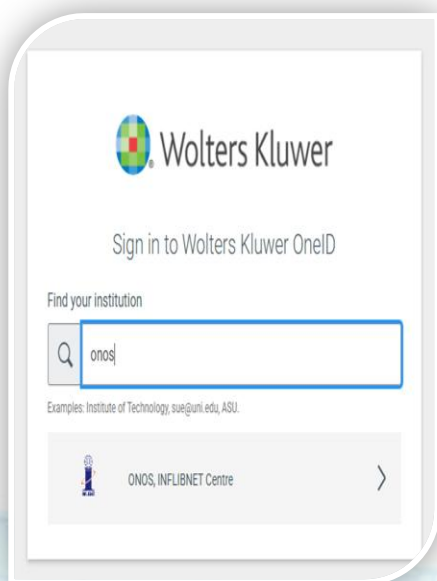 Wolters Kluwer
Sign in to Wolters Kluwer OneID
Find your institution
onos
Examples: Institute of Technology, sue@uni.edu, ASU.
ONOS, INFLIBNET Centre